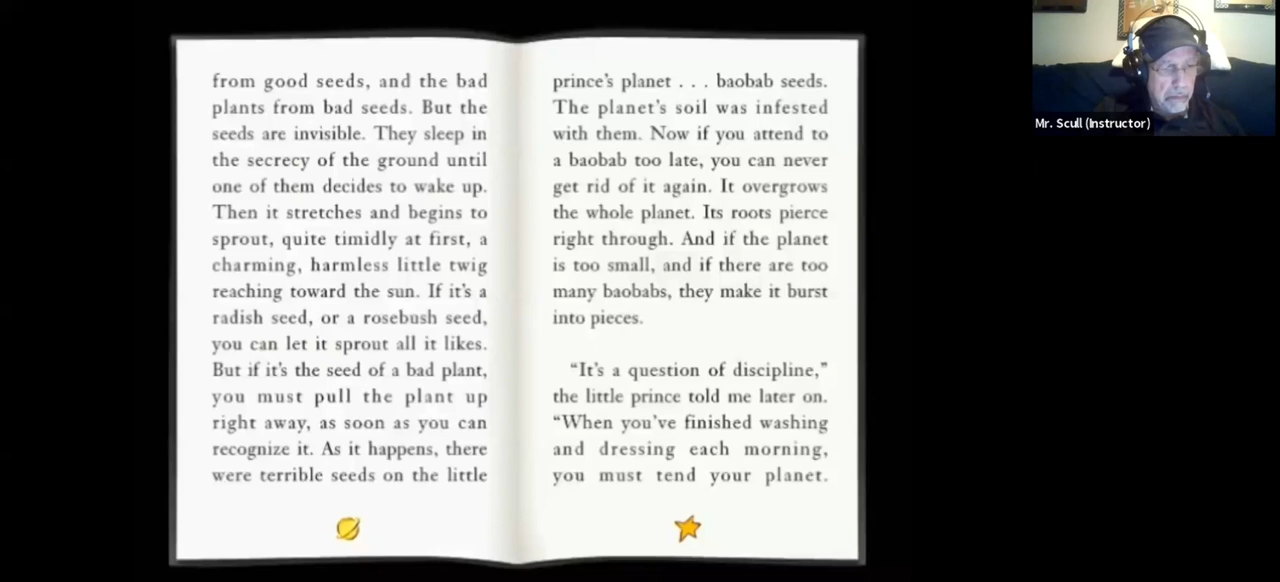 from good seeds, and the bad
plants from bad seeds. But the
seeds are invisible. They sleep in
the secrecy of the ground until
one of them decides to wake up.
Then it stretches and begins to
sprout, quite timidly at first, a
charming, harmless little twig
reaching toward the sun. If it's a
radish seed, or a rosebush seed,
you can let it sprout all it likes.
But if it's the seed of a bad plant,
you must pull the plant up
right away, as soon as you can
recognize it. As it happens, there
were terrible seeds on the little
prince's planet . . . baobab seeds.
The planet's soil was infested
with them. Now if you attend to
a baobab too late, you can never
get rid of it again. It overgrows
the whole planet. Its roots pierce
right through. And if the planet
is too small, and if there are too
many baobabs, they make it burst
into pieces.
“It's a question of discipline,”
the little prince told me later on.
“When you've finished washing
and dressing each morning,
you must tend your planet.
Mr. Scull (Instructor)